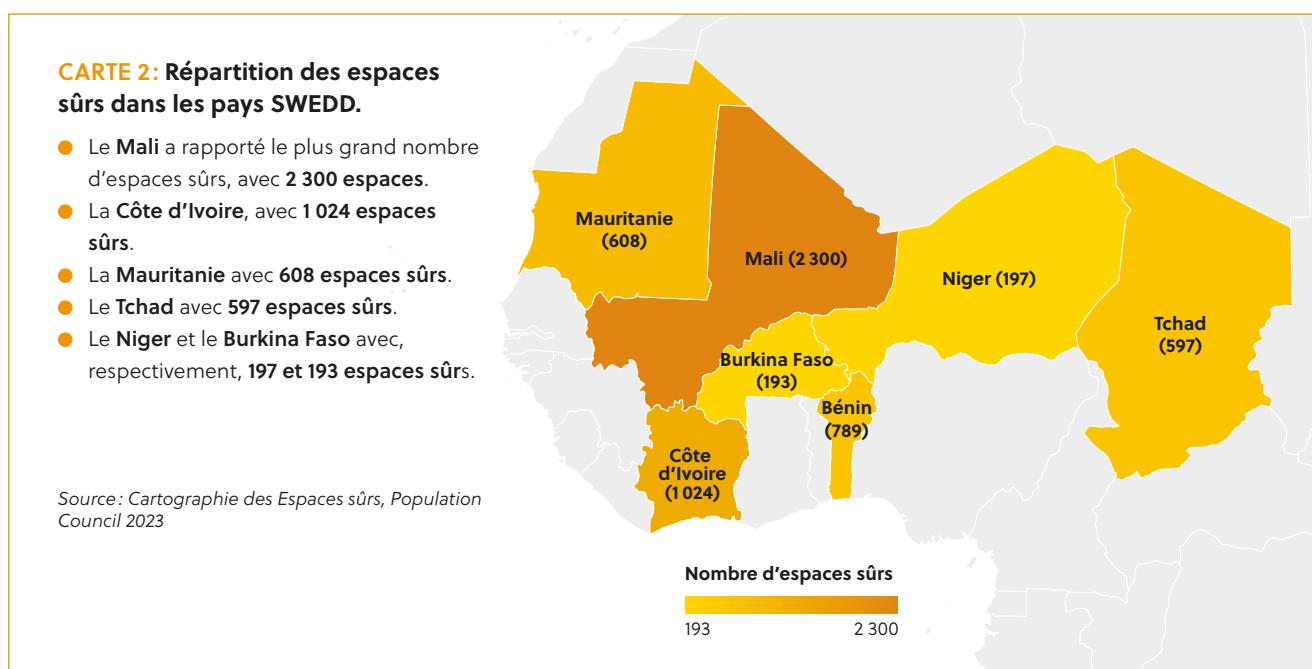 CARTE 2: Répartition des espaces
sûrs dans les pays SWEDD.
Le Mali a rapporté le plus grand nombre
d'espaces sûrs, avec 2 300 espaces.
La Côte d'Ivoire, avec 1 024 espaces
sûrs.
La Mauritanie avec 608 espaces sûrs.
Le Tchad avec 597 espaces sûrs.
Le Niger et le Burkina Faso avec,
respectivement, 197 et 193 espaces sûrs.
Source : Cartographie des Espaces sûrs, Population
Council 2023
Mauritanie
(608)
Mali (2 300)
Niger (197)
Tchad
(597)
Burkina Faso
(193)
Bénin
(789)
Côte
d'Ivoire
(1 024)
Nombre d'espaces sûrs
193 2 300